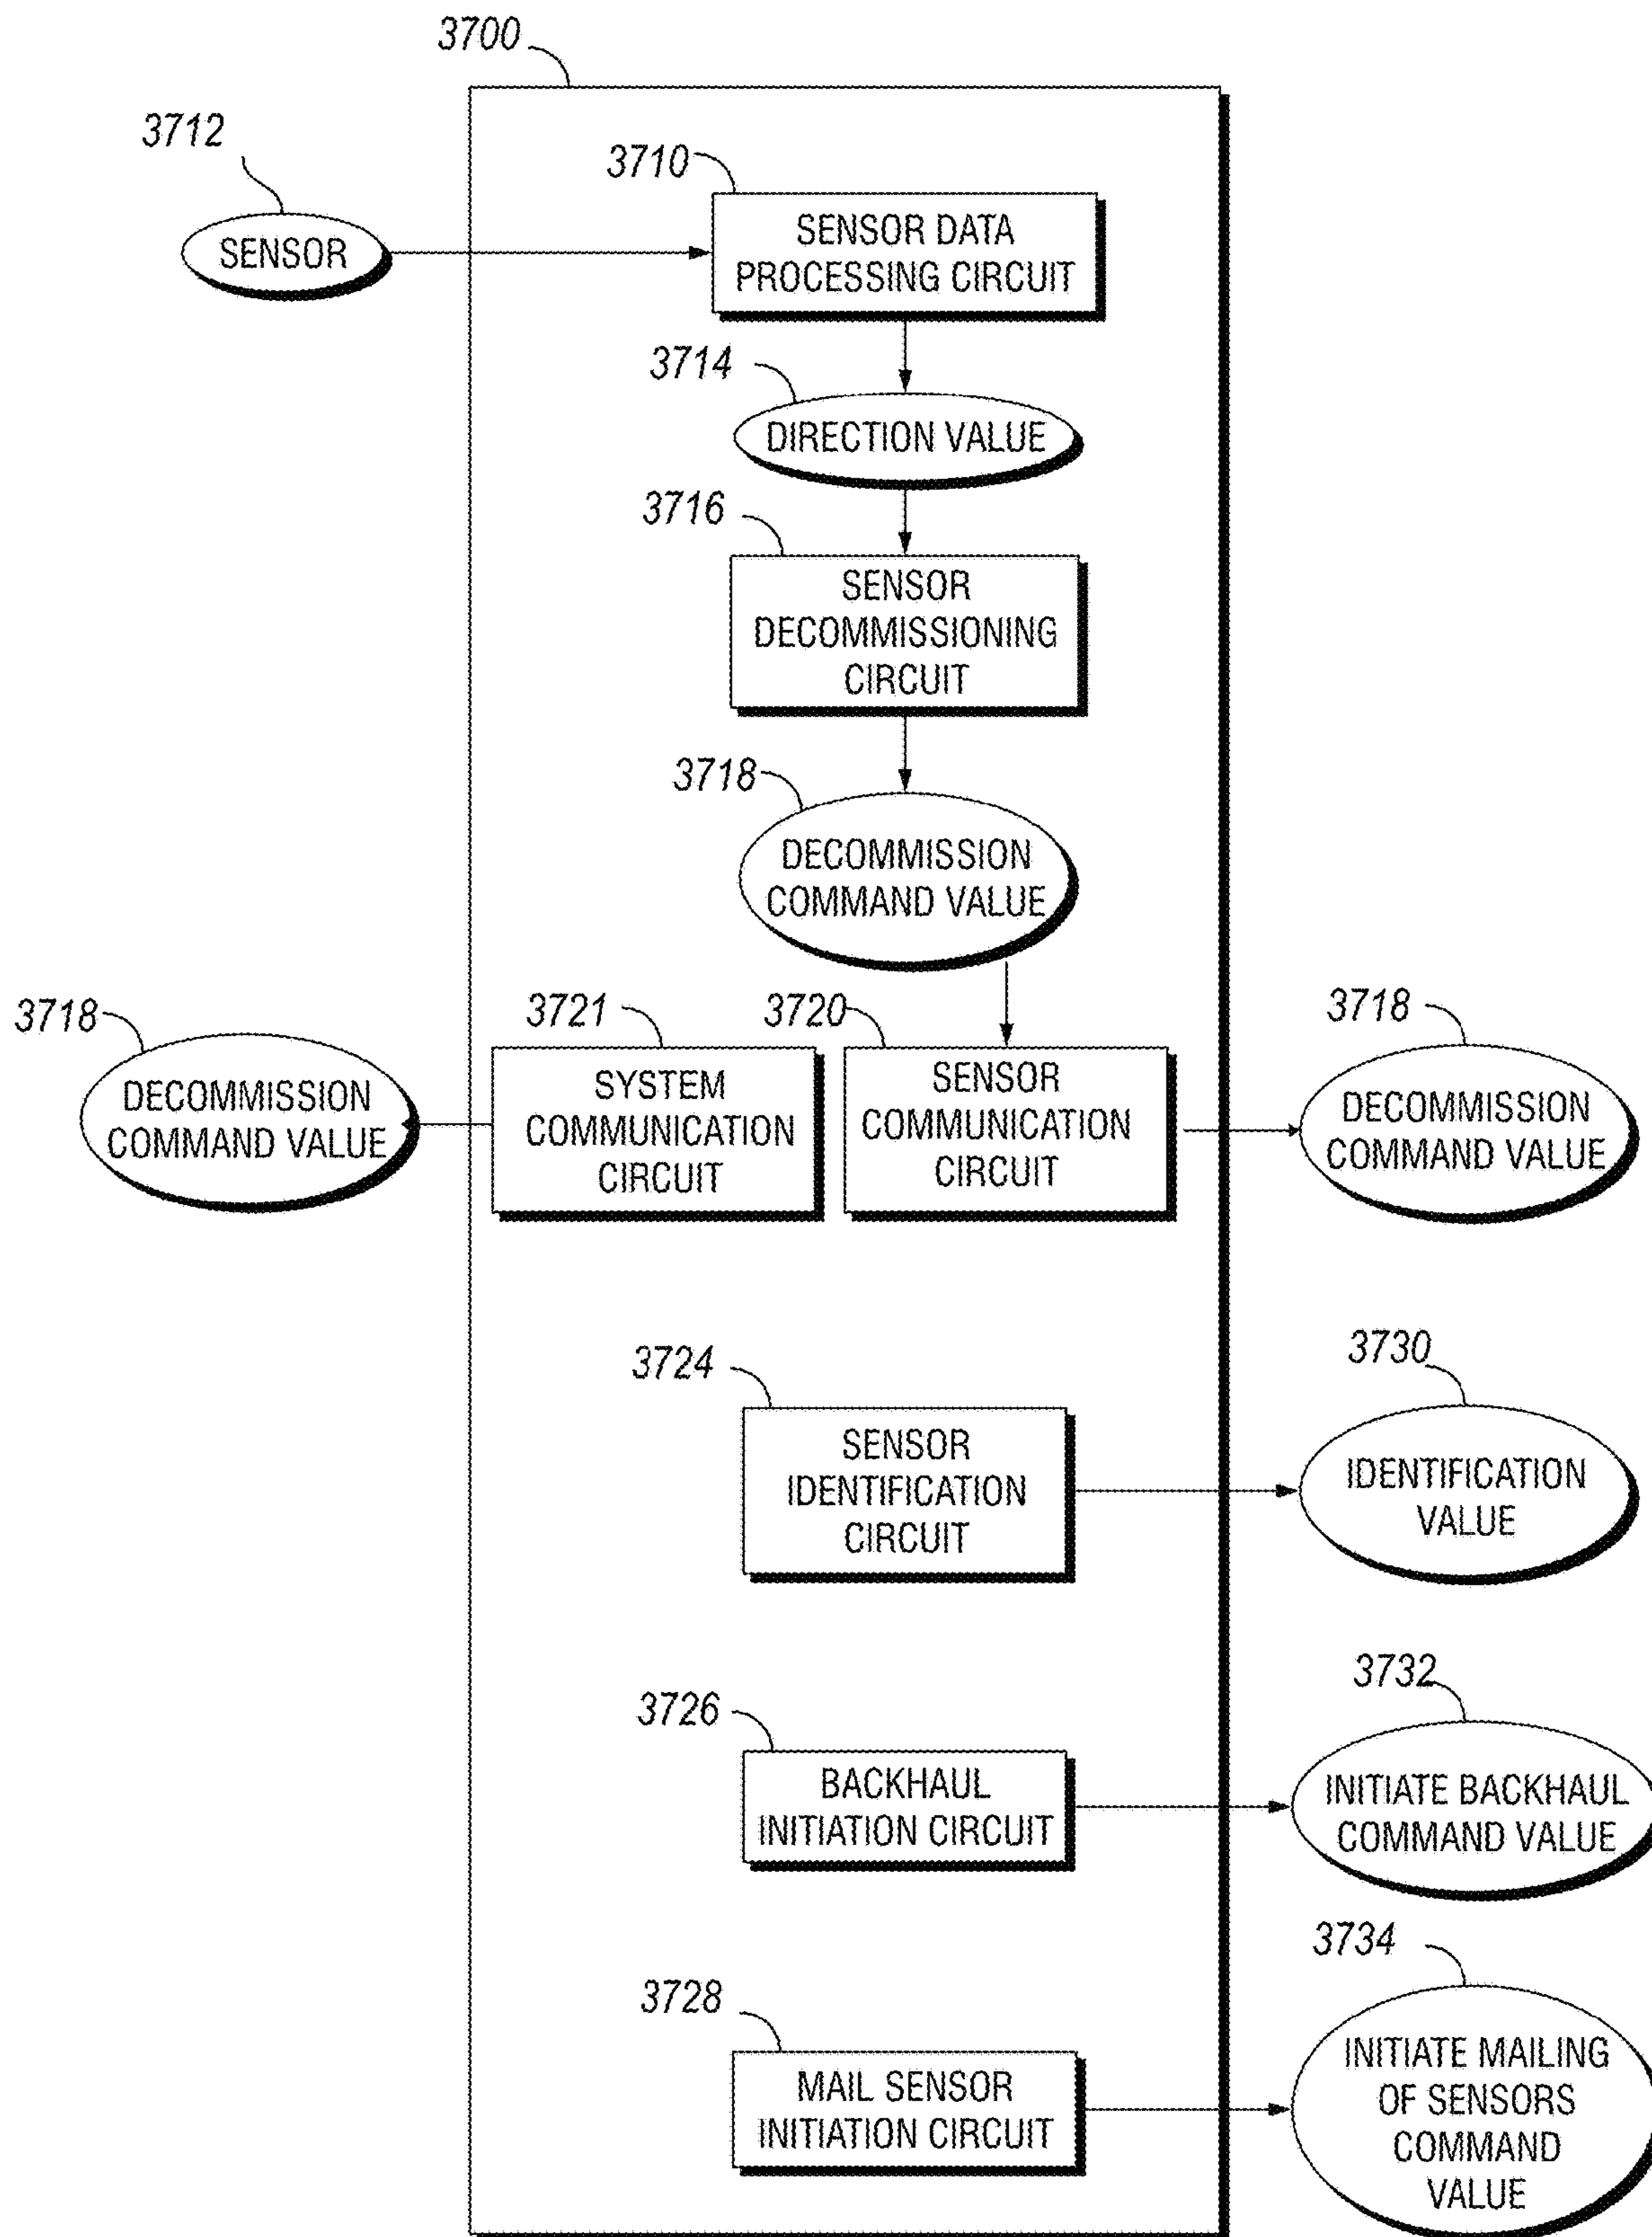 3700
3712
3710
SENSOR
SENSOR DATA
PROCESSING CIRCUIT
3714
DIRECTION VALUE
3716
SENSOR
DECOMMISSIONING
CIRCUIT
3718
DECOMMISSION
COMMAND VALUE
3718
DECOMMISSION
COMMAND VALUE
3721
SYSTEM
COMMUNICATION
CIRCUIT
3720
SENSOR
COMMUNICATION
CIRCUIT
3718
DECOMMISSION
COMMAND VALUE
3724
SENSOR
IDENTIFICATION
CIRCUIT
3730
IDENTIFICATION
VALUE
3726
BACKHAUL
INITIATION CIRCUIT
3732
INITIATE BACKHAUL
COMMAND VALUE
3728
MAIL SENSOR
INITIATION CIRCUIT
3734
INITIATE MAILING
OF SENSORS
COMMAND
VALUE